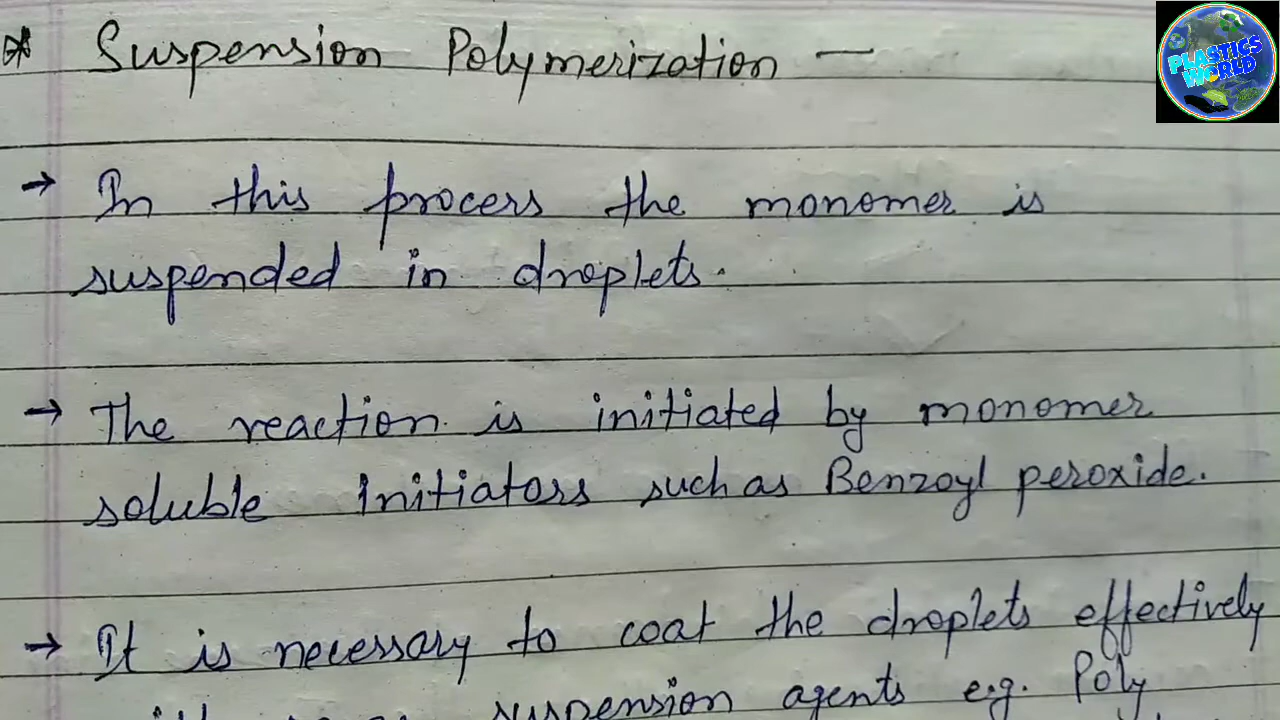 * Suspension Polymerization —
PLASTICS
WORLD
→ In this process the monomer is
suspended in droplets.
→ The reaction is initiated by monomer
soluble Initiators such as Benzoyl peroxide.
→ It is necessary to coat the droplets effectively
suspension agents e.g. Poly